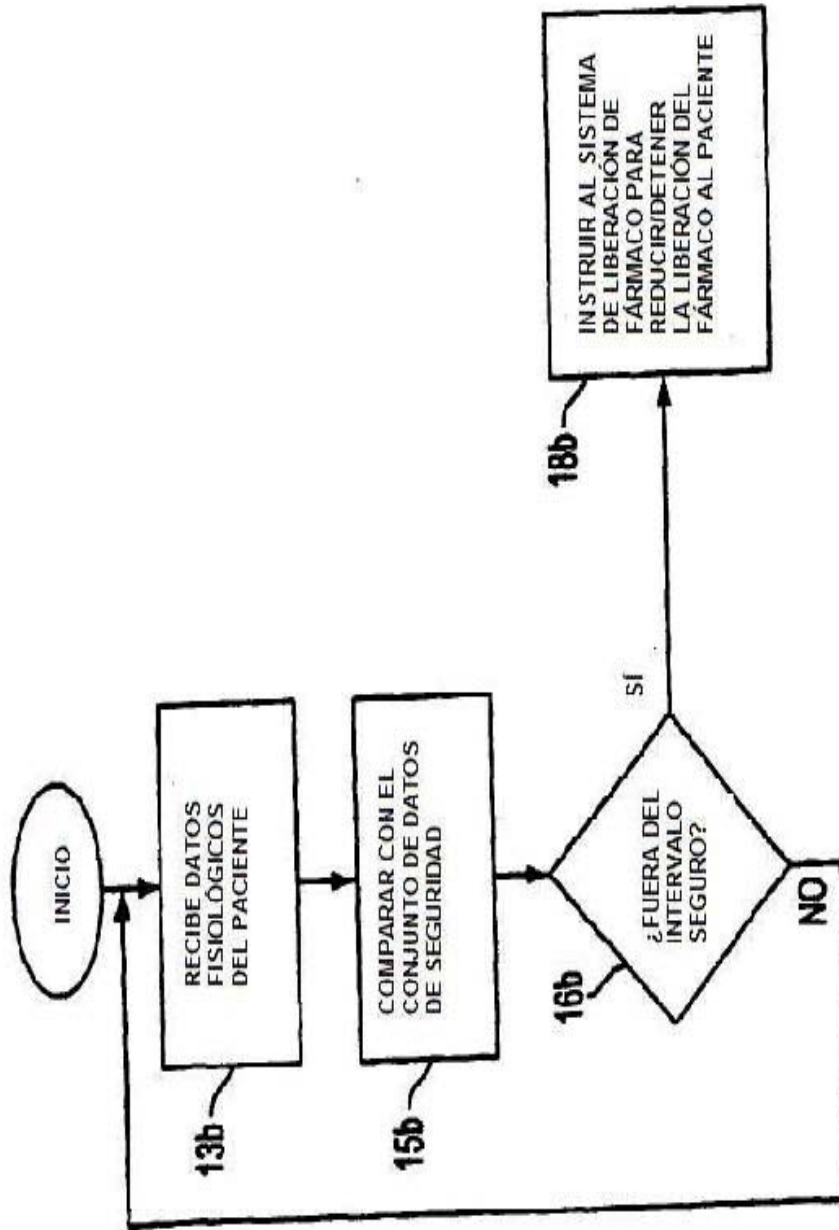 INICIO
RECIBE DATOS
FISIOLÓGICOS
DEL PACIENTE
13b
COMPARAR CON EL
CONJUNTO DE DATOS
DE SEGURIDAD
15b
¿FUERA DEL
INTERVALO
SEGURO?
16b
SÍ
NO
INSTRUIR AL SISTEMA
DE LIBERACIÓN DE
FÁRMACO PARA
REDUCIR/DETENER
LA LIBERACIÓN DEL
FÁRMACO AL PACIENTE
18b